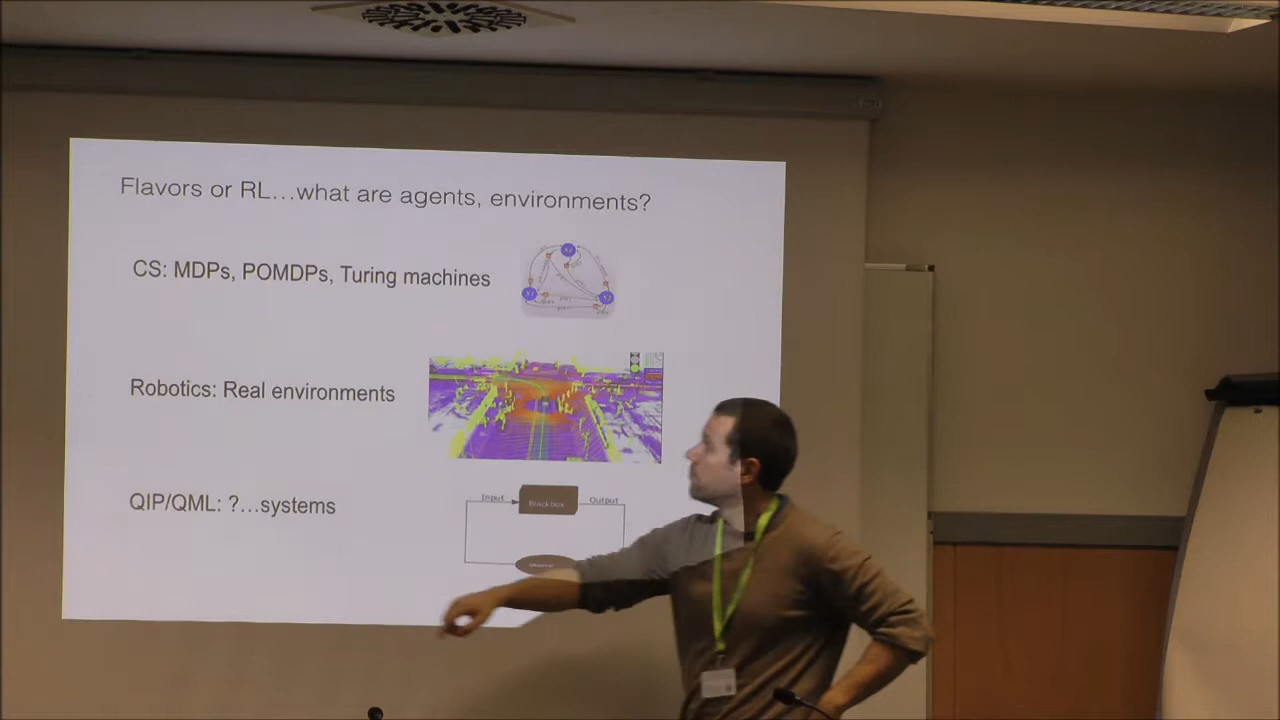 Flavors or RL...what are agents, environments?
CS: MDPs, POMDPs, Turing machines
Robotics: Real environments
QIP/QML: ?...systems
Input
Blackbox
Output